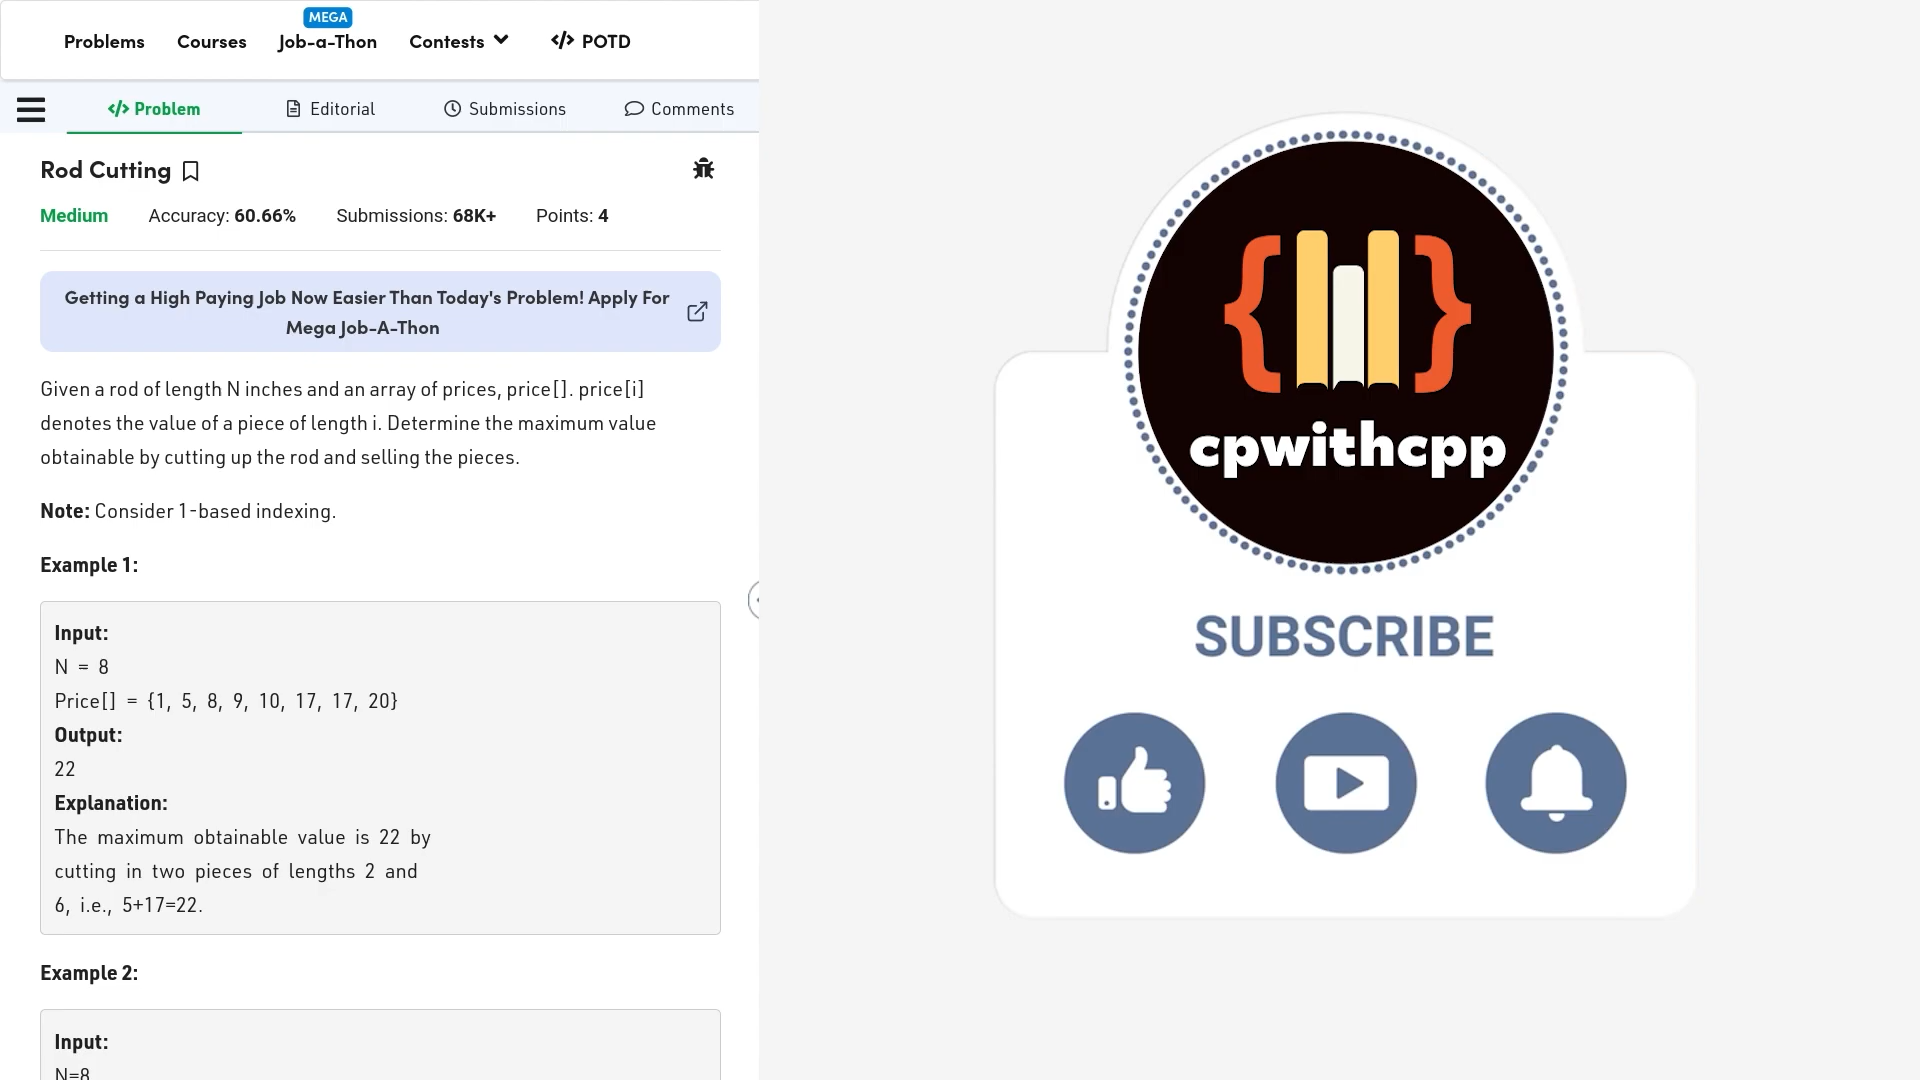 MEGA
Problems Courses Job-a-Thon Contests POTD
Problem Editorial Submissions Comments
Rod Cutting
Medium Accuracy: 60.66% Submissions: 68K+ Points: 4
Getting a High Paying Job Now Easier Than Today's Problem! Apply For
Mega Job-A-Thon
Given a rod of length N inches and an array of prices, price[]. price[i]
denotes the value of a piece of length i. Determine the maximum value
obtainable by cutting up the rod and selling the pieces.
Note: Consider 1-based indexing.
Example 1:
Input:
N = 8
Price[] = {1, 5, 8, 9, 10, 17, 17, 20}
Output:
22
Explanation:
The maximum obtainable value is 22 by
cutting in two pieces of lengths 2 and
6, i.e., 5+17=22.
Example 2:
Input:
N=8
cpwithcpp
SUBSCRIBE